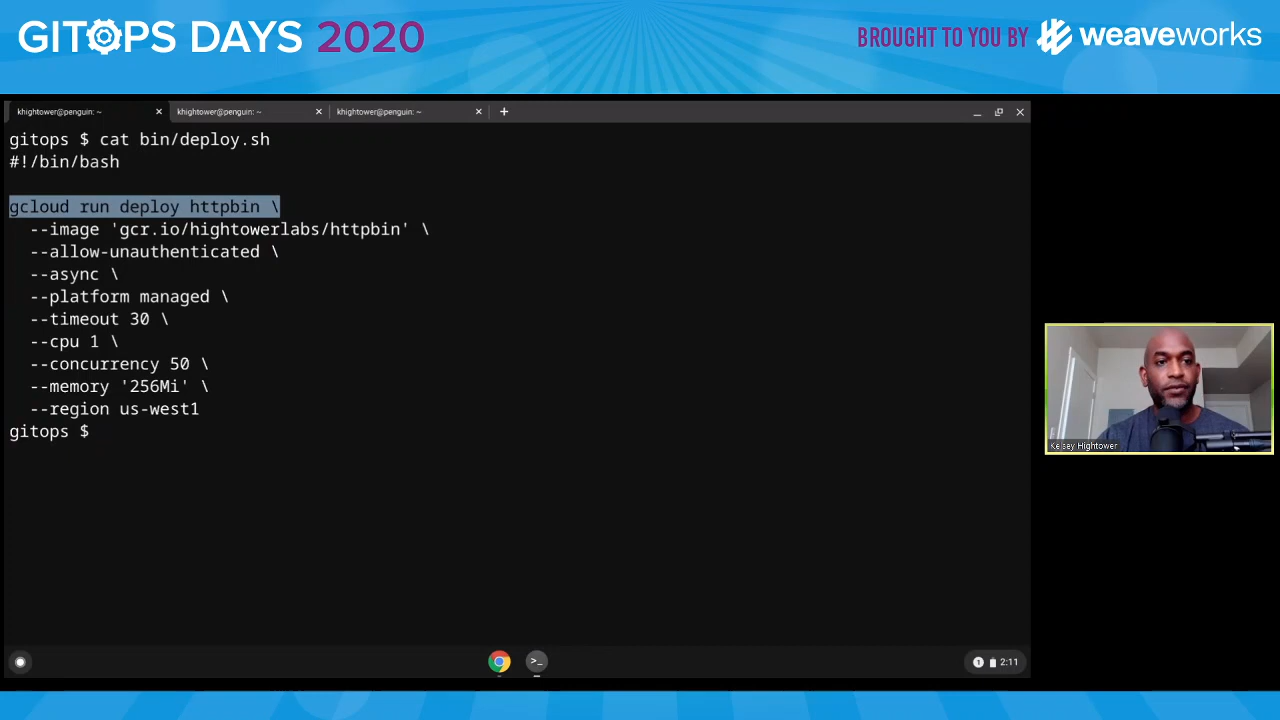 GITOPS DAYS 2020
BROUGHT TO YOU BY weaveworks
khightower@penguin: ~
khightower@penguin: ~
khightower@penguin: ~
gitops $ cat bin/deploy.sh
#!/bin/bash
gcloud run deploy httpbin \
--image 'gcr.io/hightowerlabs/httpbin' \
--allow-unauthenticated \
--async \
--platform managed \
--timeout 30 \
--cpu 1 \
--concurrency 50 \
--memory '256Mi' \
--region us-west1
gitops $
Kelsey Hightower
>_
1 2:11